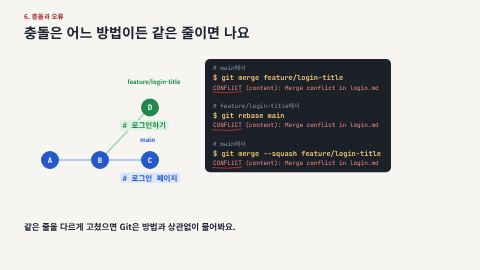 6. 충돌과 오류
충돌은 어느 방법이든 같은 줄이면 나요
feature/login-title
D
# 로그인하기
main
A
B
C
# 로그인 페이지
# main에서
$ git merge feature/login-title
CONFLICT (content): Merge conflict in login.md
# feature/login-title에서
$ git rebase main
CONFLICT (content): Merge conflict in login.md
# main에서
$ git merge --squash feature/login-title
CONFLICT (content): Merge conflict in login.md
같은 줄을 다르게 고쳤으면 Git은 방법과 상관없이 물어봐요.